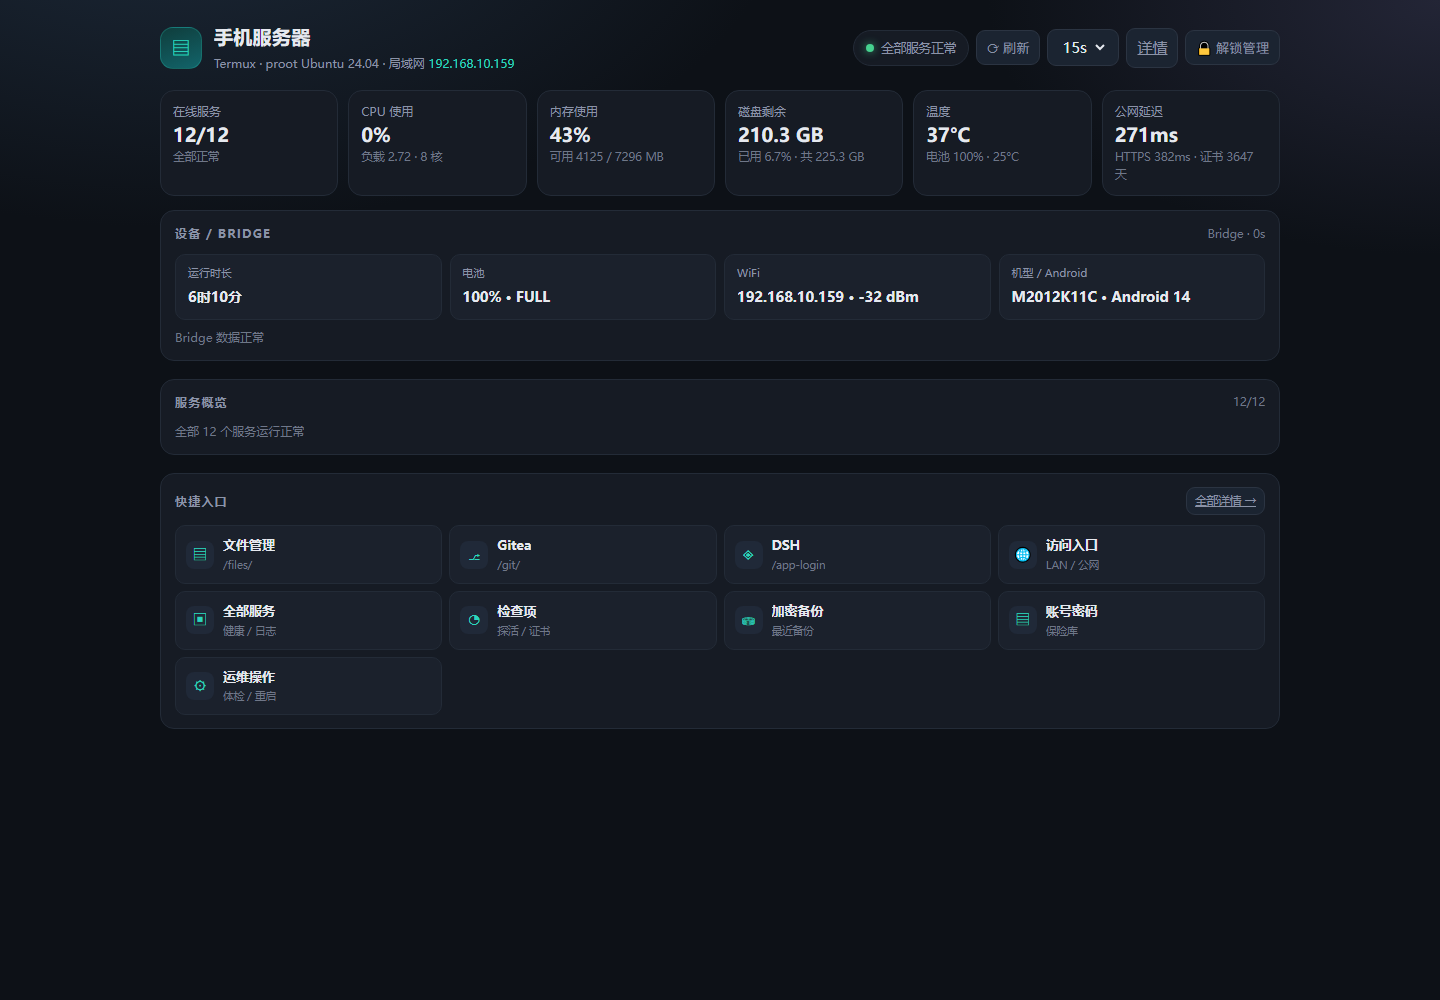 手机服务器
Termux · proot Ubuntu 24.04 · 局域网 192.168.10.159
全部服务正常
⟳ 刷新
15s
详情
🔒 解锁管理
在线服务
12/12
全部正常
CPU 使用
0%
负载 2.72 · 8 核
内存使用
43%
可用 4125 / 7296 MB
磁盘剩余
210.3 GB
已用 6.7% · 共 225.3 GB
温度
37°C
电池 100% · 25°C
公网延迟
271ms
HTTPS 382ms · 证书 3647
天
设备 / BRIDGE
Bridge · 0s
运行时长
6时10分
电池
100% • FULL
WiFi
192.168.10.159 • -32 dBm
机型 / Android
M2012K11C • Android 14
Bridge 数据正常
服务概览
12/12
全部 12 个服务运行正常
快捷入口
全部详情 →
文件管理
/files/
Gitea
/git/
DSH
/app-login
访问入口
LAN / 公网
全部服务
健康 / 日志
检查项
探活 / 证书
加密备份
最近备份
账号密码
保险库
运维操作
体检 / 重启